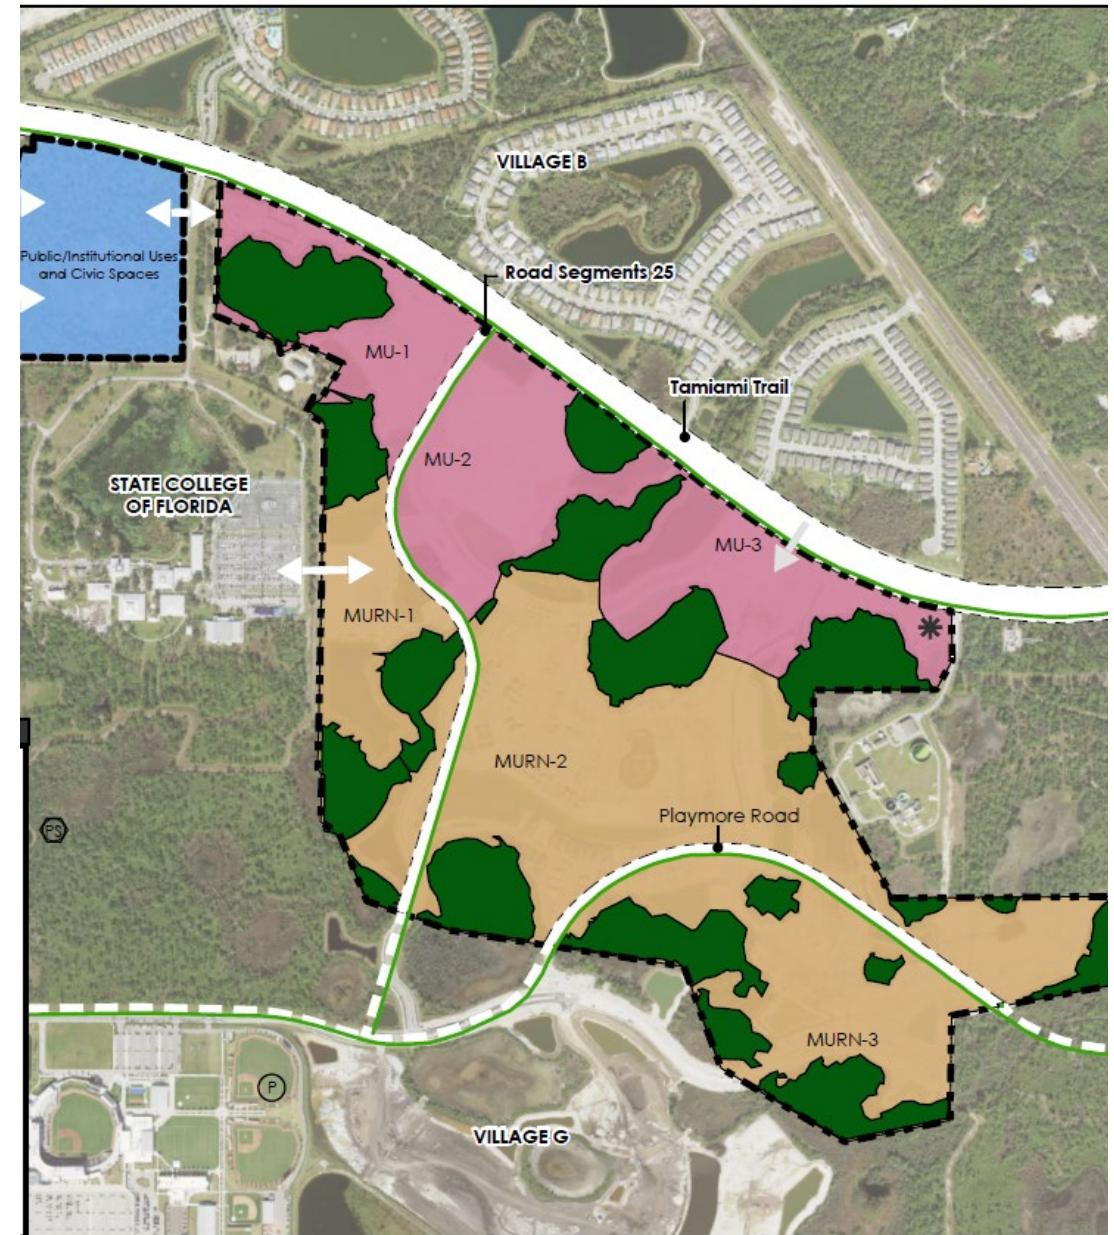 VILLAGE B
Public/Institutional Uses
and Civic Spaces
Road Segments 25
MU-1
Tamiami Trail
MU-2
STATE COLLEGE
OF FLORIDA
MU-3
MURN-1
MURN-2
Playmore Road
PS
MURN-3
P
VILLAGE G